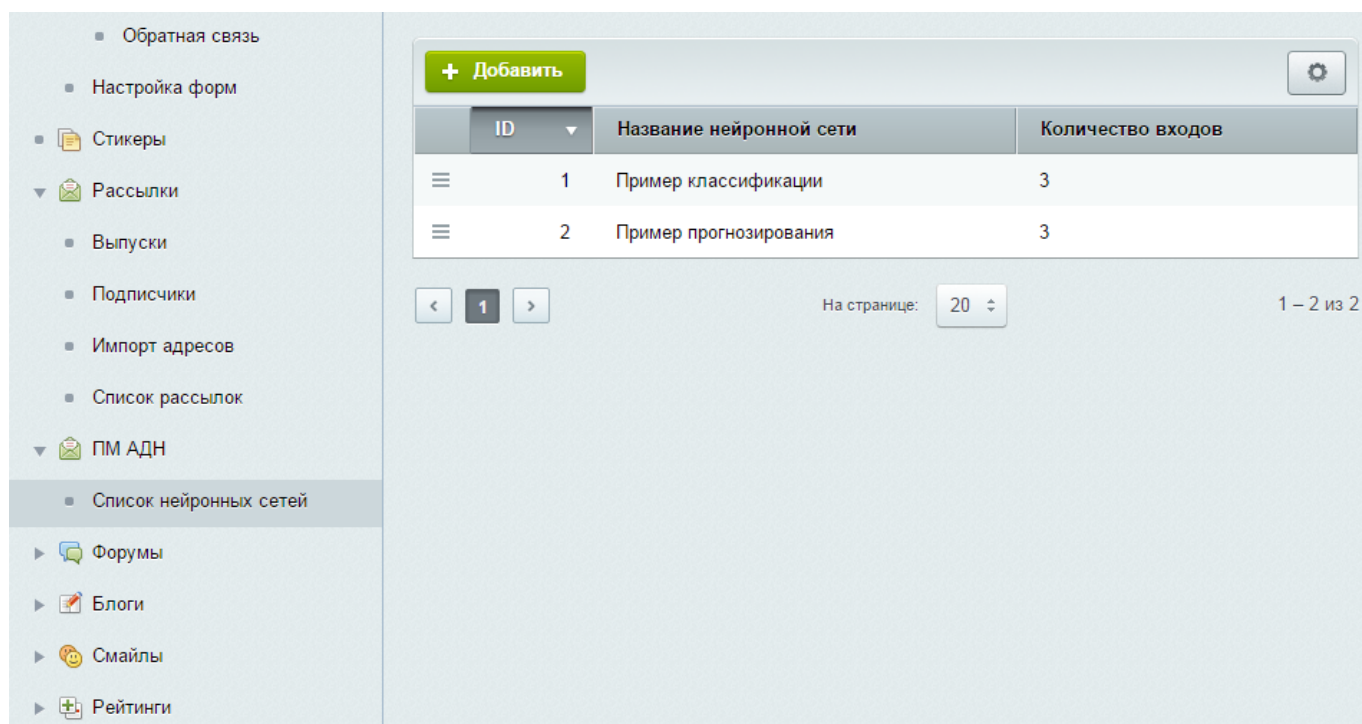 Обратная связь
Настройка форм
Стикеры
Рассылки
Выпуски
Подписчики
Импорт адресов
Список рассылок
ПМ АДН
Список нейронных сетей
Форумы
Блоги
Смайлы
Рейтинги
+ Добавить
ID Название нейронной сети Количество входов
1 Пример классификации 3
2 Пример прогнозирования 3
1 На странице: 20 1 – 2 из 2